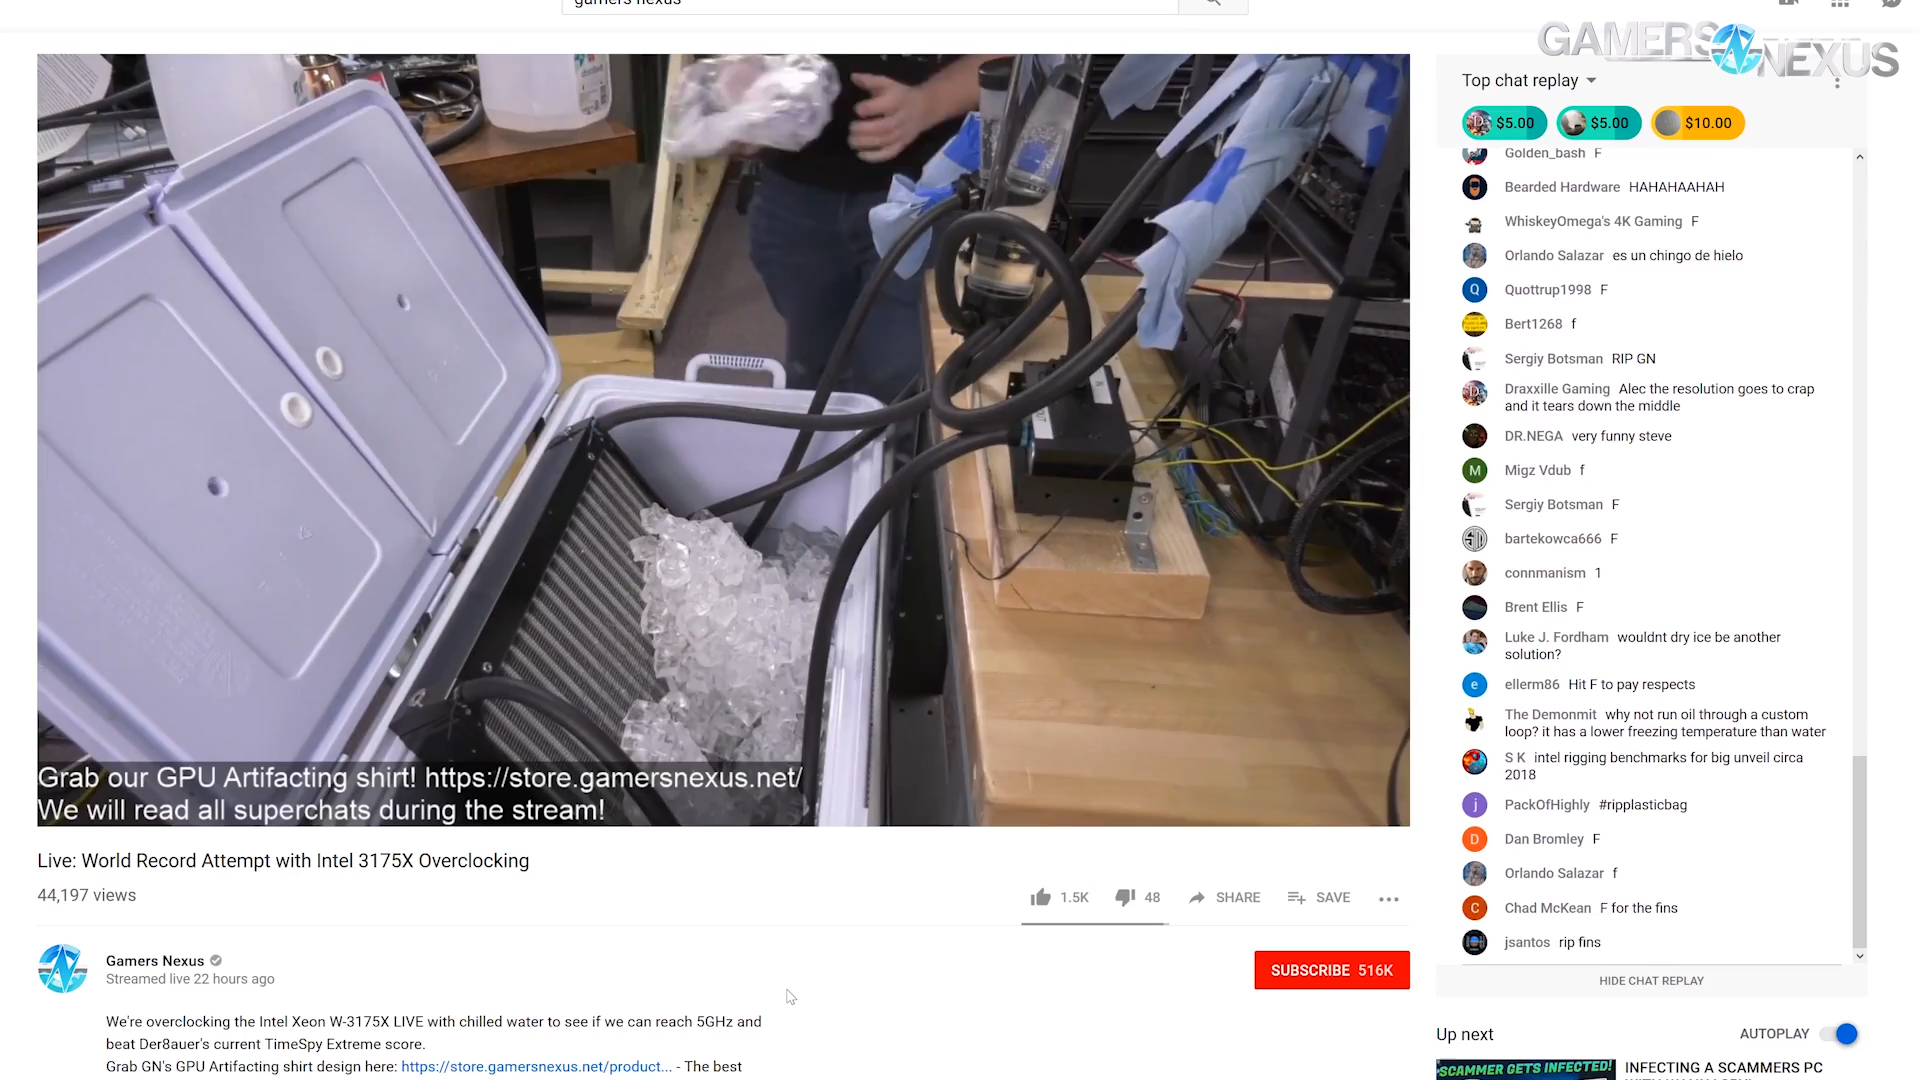 gamers nexus
GAMERS NEXUS
Top chat replay
$5.00
$5.00
$10.00
Golden_bash F
Bearded Hardware HAHAHAAHAH
WhiskeyOmega's 4K Gaming F
Orlando Salazar es un chingo de hielo
Q
Quottrup1998 F
Bert1268 f
Sergiy Botsman RIP GN
Draxxille Gaming Alec the resolution goes to crap
and it tears down the middle
DR.NEGA very funny steve
M
Migz Vdub f
Sergiy Botsman F
bartekowca666 F
connmanism 1
Brent Ellis F
Luke J. Fordham wouldnt dry ice be another
solution?
e
ellerm86 Hit F to pay respects
The Demonmit why not run oil through a custom
loop? it has a lower freezing temperature than water
S K intel rigging benchmarks for big unveil circa
2018
j
PackOfHighly #ripplasticbag
D
Dan Bromley F
Orlando Salazar f
C
Chad McKean F for the fins
jsantos rip fins
HIDE CHAT REPLAY
Grab our GPU Artifacting shirt! https://store.gamersnexus.net/
We will read all superchats during the stream!
Live: World Record Attempt with Intel 3175X Overclocking
44,197 views
1.5K
48
SHARE
SAVE
Gamers Nexus
Streamed live 22 hours ago
SUBSCRIBE 516K
We're overclocking the Intel Xeon W-3175X LIVE with chilled water to see if we can reach 5GHz and
beat Der8auer's current TimeSpy Extreme score.
Grab GN's GPU Artifacting shirt design here: https://store.gamersnexus.net/product... - The best
Up next
AUTOPLAY
SCAMMER GETS INFECTED!
INFECTING A SCAMMERS PC